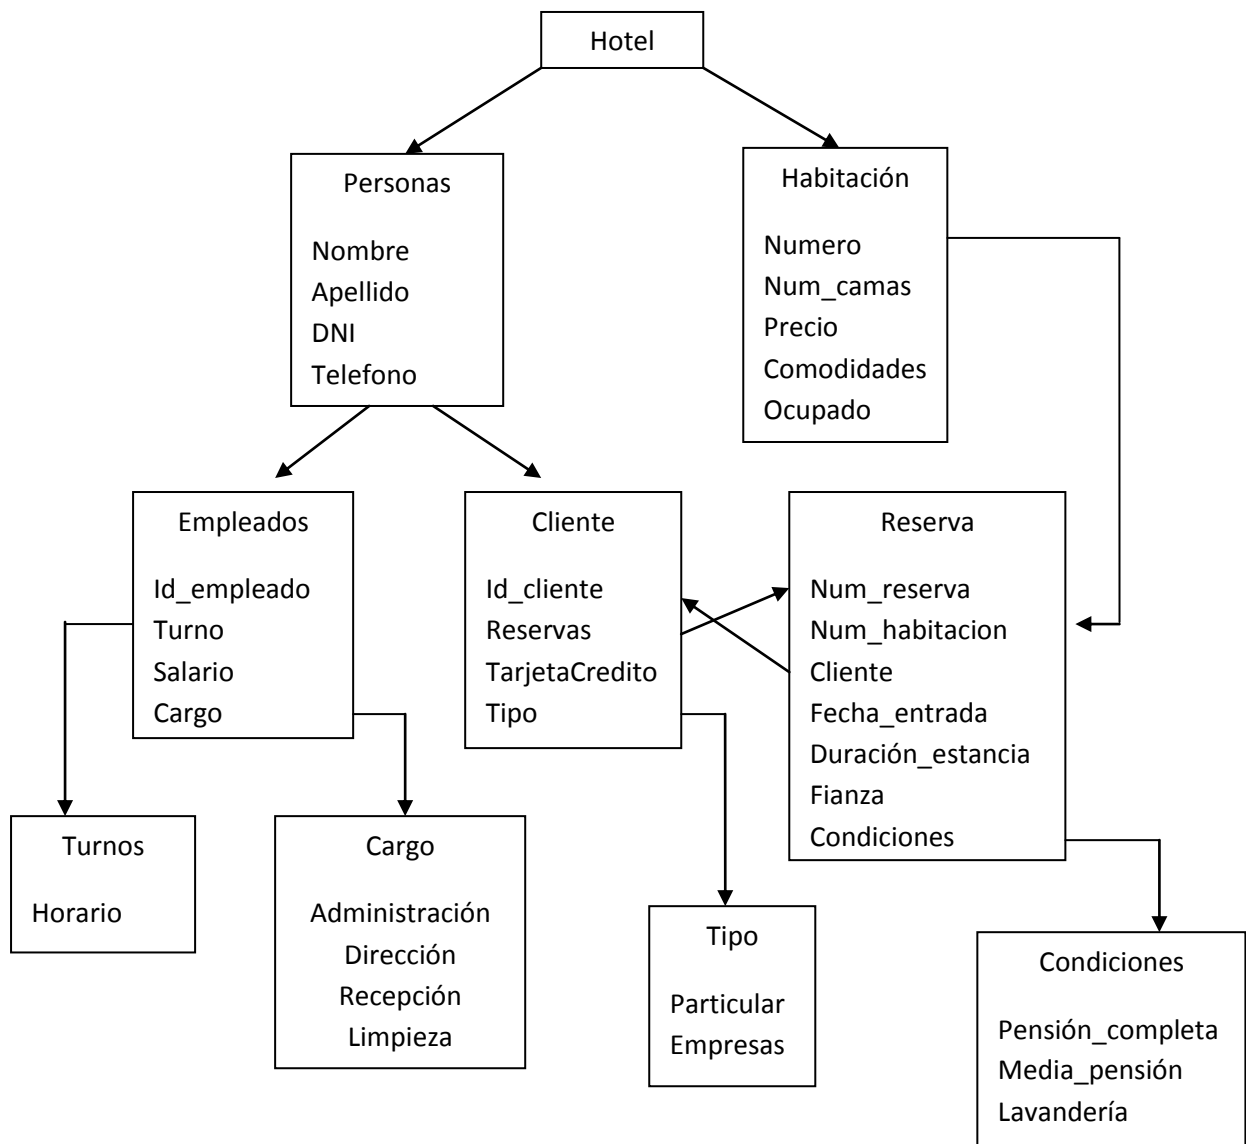 Hotel
Personas
Nombre
Apellido
DNI
Telefono
Habitación
Numero
Num_camas
Precio
Comodidades
Ocupado
Empleados
Id_empleado
Turno
Salario
Cargo
Cliente
Id_cliente
Reservas
TarjetaCredito
Tipo
Reserva
Num_reserva
Num_habitacion
Cliente
Fecha_entrada
Duración_estancia
Fianza
Condiciones
Turnos
Horario
Cargo
Administración
Dirección
Recepción
Limpieza
Tipo
Particular
Empresas
Condiciones
Pensión_completa
Media_pensión
Lavandería